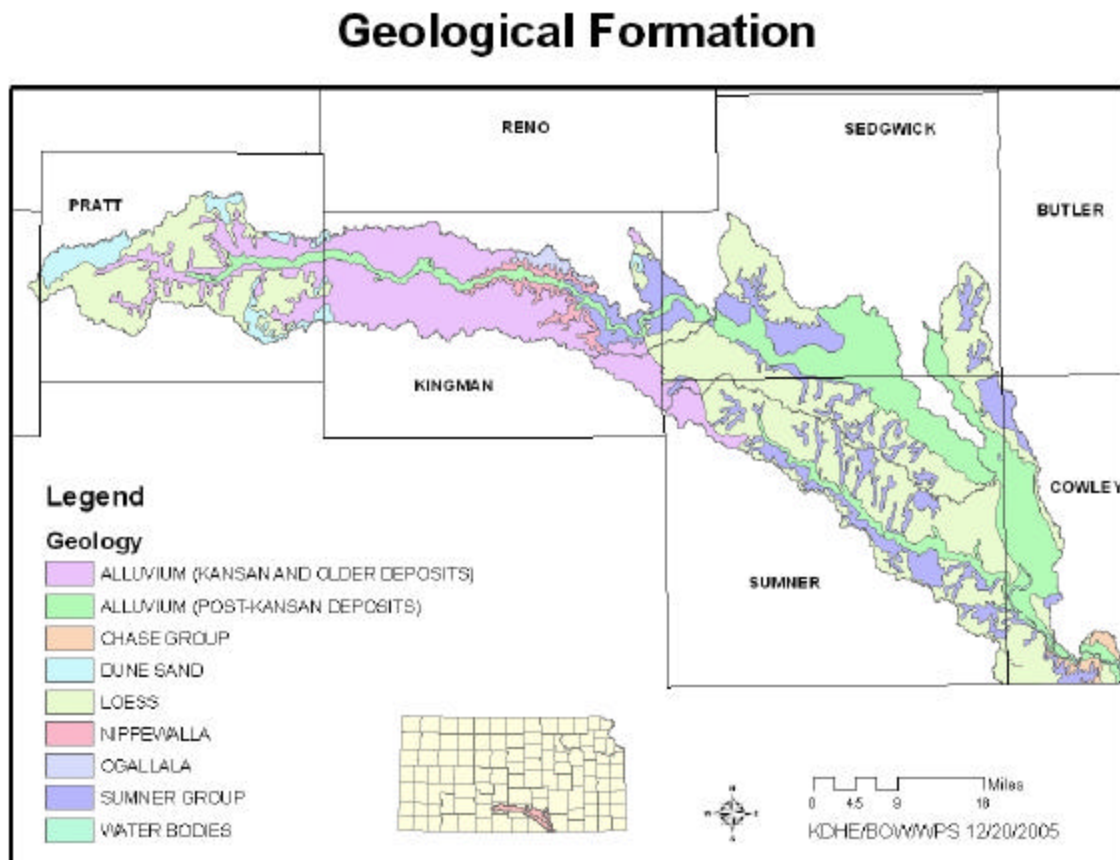 Geological Formation
RENO
SEDGWICK
PRATT
BUTLER
KINGMAN
COWLEY
SUMNER
Legend
Geology
ALLUVIUM (KANSAN AND OLDER DEPOSITS)
ALLUVIUM (POST-KANSAN DEPOSITS)
CHASE GROUP
DUNE SAND
LOESS
NIPPEWALLA
OGALLALA
SUMNER GROUP
WATER BODIES
N
W E
S
Miles
0 4.5 9 18
KDHE/BOW/WPS 12/20/2005